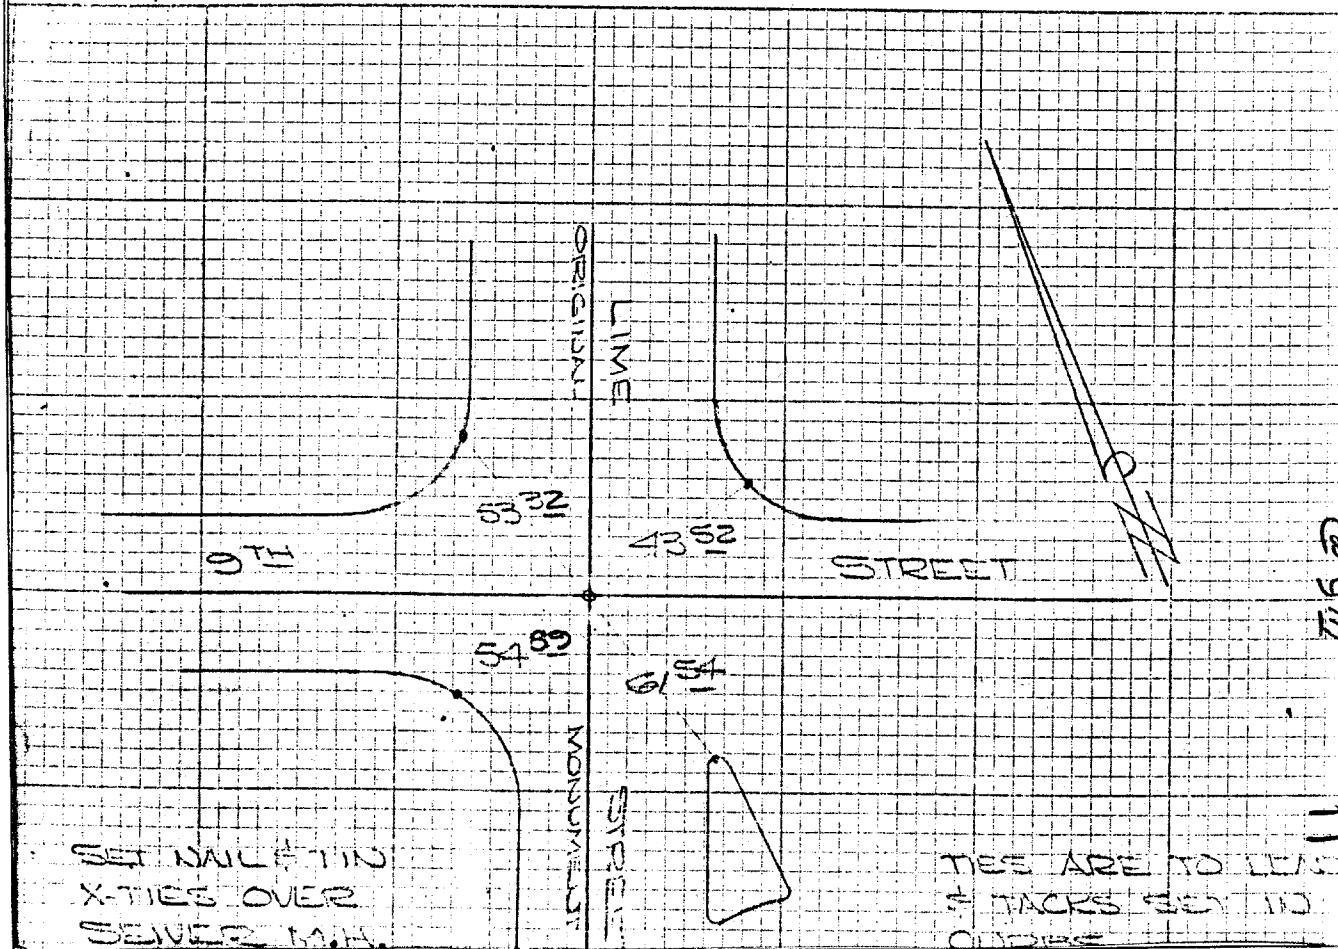 ORIGINAL
LIME
53 32
43 52
9TH
STREET
54 89
61 54
MONUMENT
STREET
SET NAIL & TIN
X-TIES OVER
SEWER M.H.
11
TIES ARE TO
& TACKS SET IN